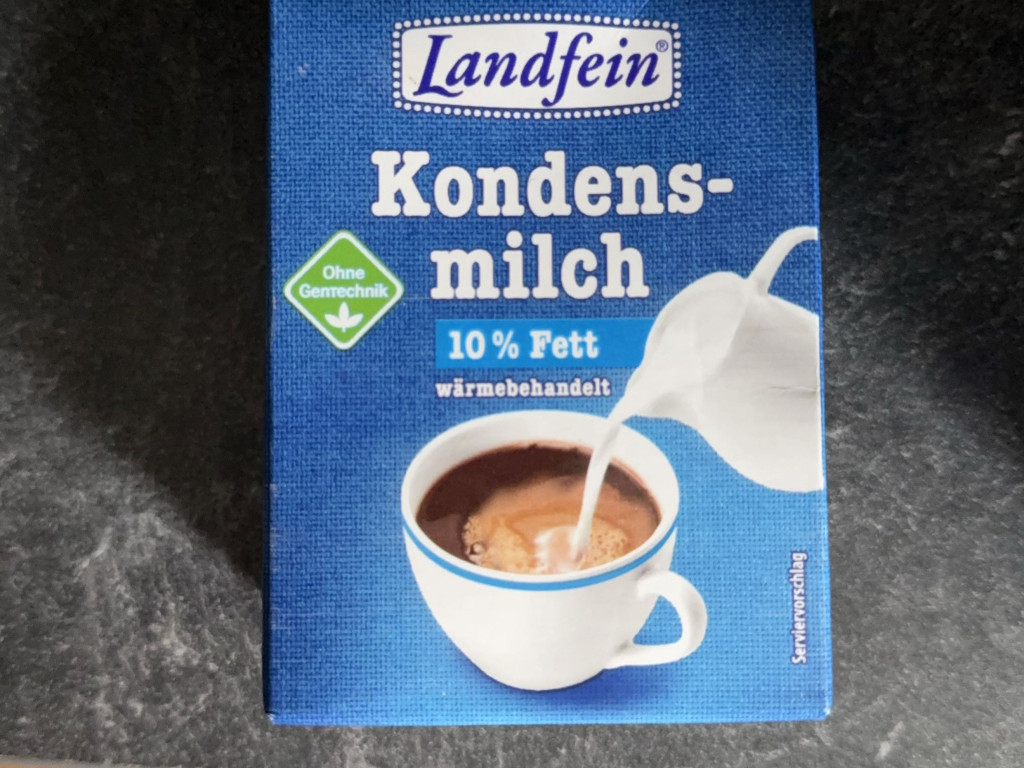 Landfein®
Kondens-
milch
Ohne
GenTechnik
10 % Fett
wärmebehandelt
Serviervorschlag